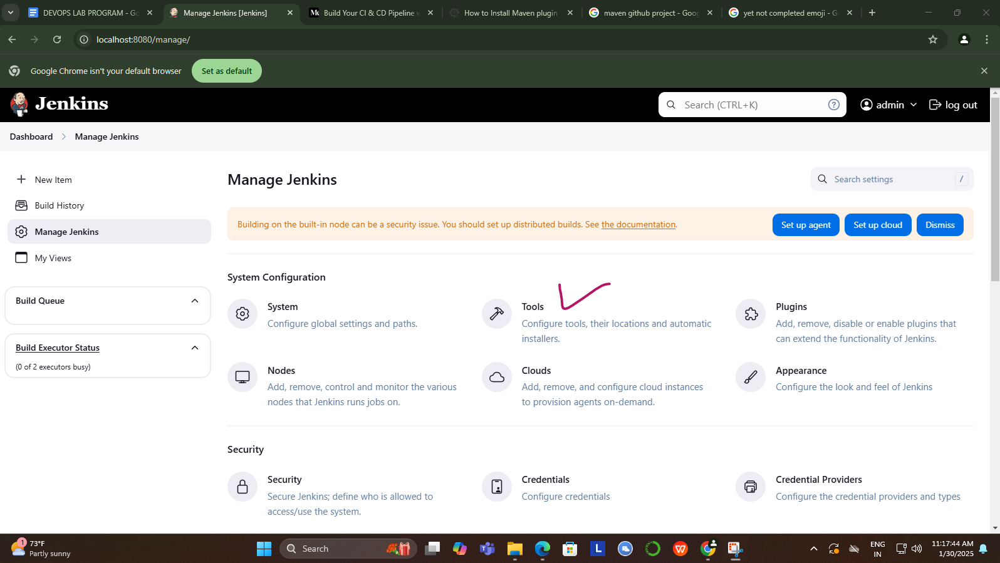 DEVOPS LAB PROGRAM - Go
Manage Jenkins [Jenkins]
Build Your CI & CD Pipeline w
How to Install Maven plugin
maven github project - Goog
yet not completed emoji - G
localhost:8080/manage/
Google Chrome isn't your default browser
Set as default
Jenkins
Search (CTRL+K)
admin
log out
Dashboard
Manage Jenkins
New Item
Build History
Manage Jenkins
My Views
Build Queue
Build Executor Status
(0 of 2 executors busy)
Manage Jenkins
Search settings
/
Building on the built-in node can be a security issue. You should set up distributed builds. See the documentation.
Set up agent
Set up cloud
Dismiss
System Configuration
System
Configure global settings and paths.
Tools
Configure tools, their locations and automatic
installers.
Plugins
Add, remove, disable or enable plugins that
can extend the functionality of Jenkins.
Nodes
Add, remove, control and monitor the various
nodes that Jenkins runs jobs on.
Clouds
Add, remove, and configure cloud instances
to provision agents on-demand.
Appearance
Configure the look and feel of Jenkins
Security
Security
Secure Jenkins; define who is allowed to
access/use the system.
Credentials
Configure credentials
Credential Providers
Configure the credential providers and types
1
73°F
Partly sunny
Search
L
W
ENG
IN
11:17:44 AM
1/30/2025